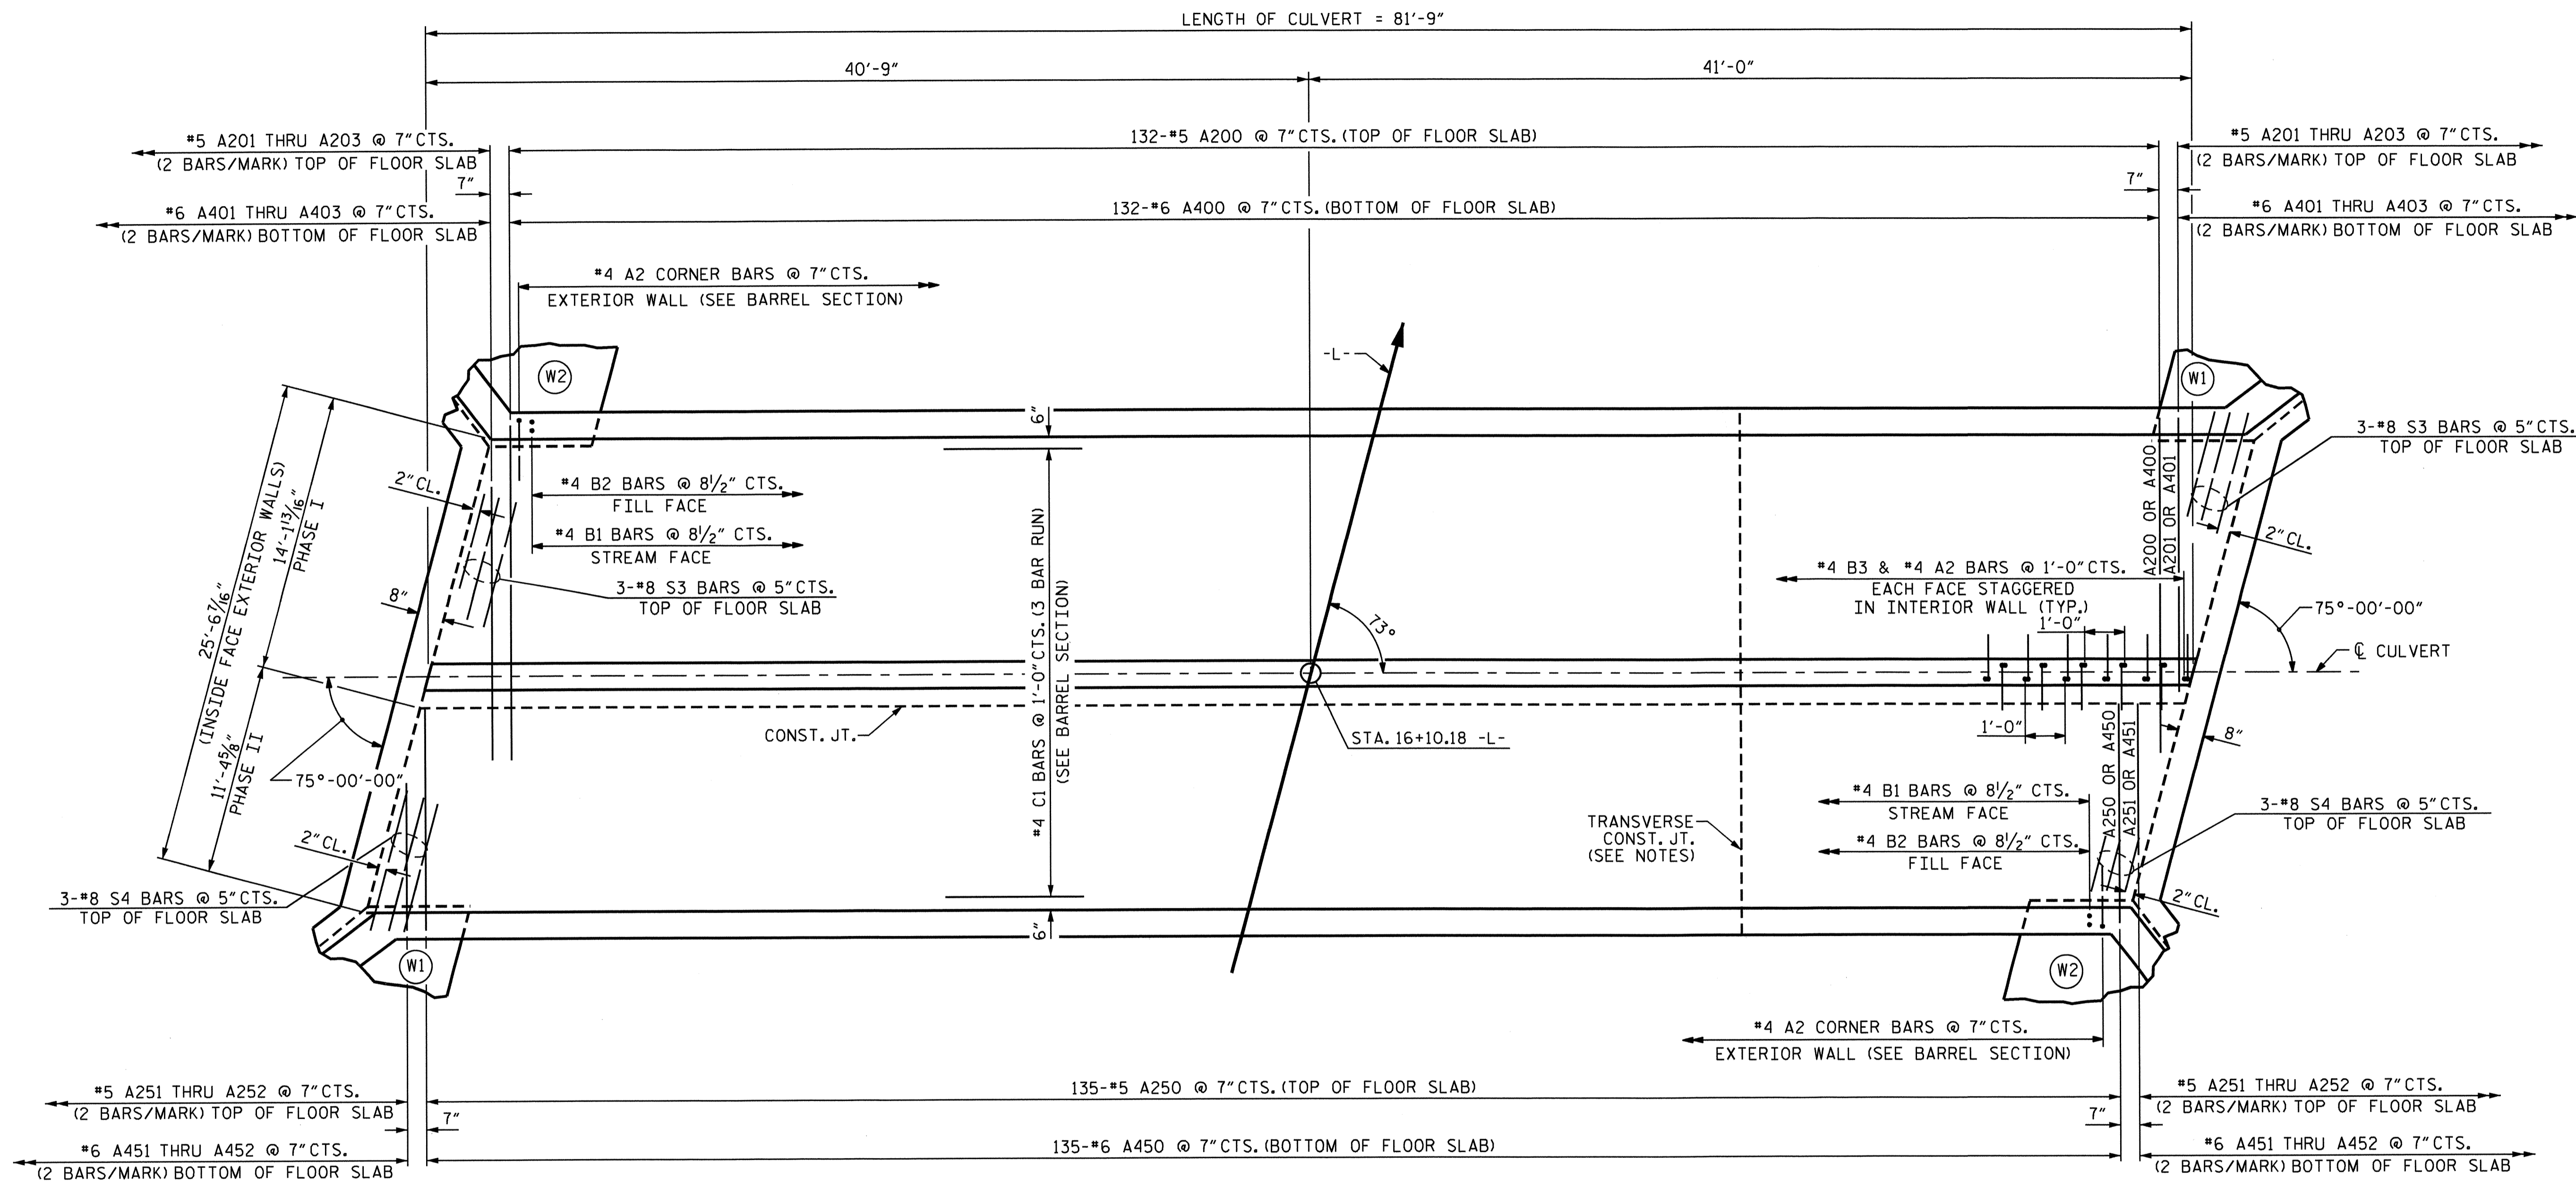 LENGTH OF CULVERT = 81'-9"
40'-9"
41'-0"
#5 A201 THRU A203 @ 7"CTS.
(2 BARS/MARK) TOP OF FLOOR SLAB
7"
132-#5 A200 @ 7"CTS. (TOP OF FLOOR SLAB)
#5 A201 THRU A203 @ 7"CTS.
(2 BARS/MARK) TOP OF FLOOR SLAB
7"
#6 A401 THRU A403 @ 7"CTS.
(2 BARS/MARK) BOTTOM OF FLOOR SLAB
132-#6 A400 @ 7"CTS. (BOTTOM OF FLOOR SLAB)
#6 A401 THRU A403 @ 7"CTS.
(2 BARS/MARK) BOTTOM OF FLOOR SLAB
#4 A2 CORNER BARS @ 7"CTS.
EXTERIOR WALL (SEE BARREL SECTION)
-L-
W2
W1
6"
3-#8 S3 BARS @ 5"CTS.
TOP OF FLOOR SLAB
2" CL.
#4 B2 BARS @ 8 1/2" CTS.
FILL FACE
#4 B1 BARS @ 8 1/2" CTS.
STREAM FACE
3-#8 S3 BARS @ 5"CTS.
TOP OF FLOOR SLAB
8"
25'-6 7/16"
(INSIDE FACE EXTERIOR WALLS)
14'-1 13/16"
PHASE I
11'-4 5/8"
PHASE II
75°-00'-00"
#4 C1 BARS @ 1'-0"CTS. (3 BAR RUN)
(SEE BARREL SECTION)
73°
A200 OR A400
A201 OR A401
2" CL.
#4 B3 & #4 A2 BARS @ 1'-0"CTS.
EACH FACE STAGGERED
IN INTERIOR WALL (TYP.)
1'-0"
75°-00'-00"
℄ CULVERT
CONST. JT.
STA. 16+10.18 -L-
1'-0"
8"
A250 OR A450
A251 OR A451
#4 B1 BARS @ 8 1/2" CTS.
STREAM FACE
#4 B2 BARS @ 8 1/2" CTS.
FILL FACE
TRANSVERSE
CONST. JT.
(SEE NOTES)
3-#8 S4 BARS @ 5"CTS.
TOP OF FLOOR SLAB
2" CL.
2" CL.
3-#8 S4 BARS @ 5"CTS.
TOP OF FLOOR SLAB
6"
W1
W2
#4 A2 CORNER BARS @ 7"CTS.
EXTERIOR WALL (SEE BARREL SECTION)
#5 A251 THRU A252 @ 7"CTS.
(2 BARS/MARK) TOP OF FLOOR SLAB
7"
135-#5 A250 @ 7"CTS. (TOP OF FLOOR SLAB)
#5 A251 THRU A252 @ 7"CTS.
(2 BARS/MARK) TOP OF FLOOR SLAB
7"
#6 A451 THRU A452 @ 7"CTS.
(2 BARS/MARK) BOTTOM OF FLOOR SLAB
135-#6 A450 @ 7"CTS. (BOTTOM OF FLOOR SLAB)
#6 A451 THRU A452 @ 7"CTS.
(2 BARS/MARK) BOTTOM OF FLOOR SLAB